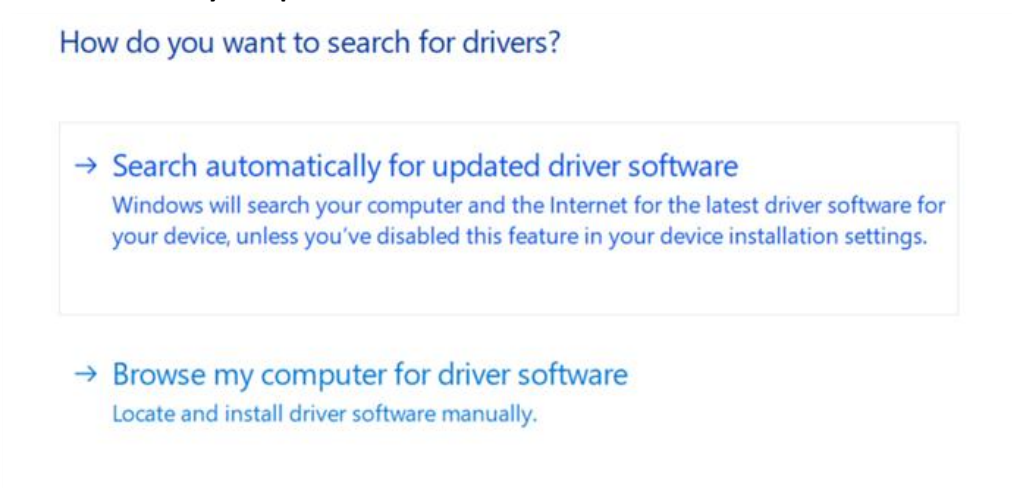 How do you want to search for drivers?
→ Search automatically for updated driver software
Windows will search your computer and the Internet for the latest driver software for
your device, unless you've disabled this feature in your device installation settings.
→ Browse my computer for driver software
Locate and install driver software manually.